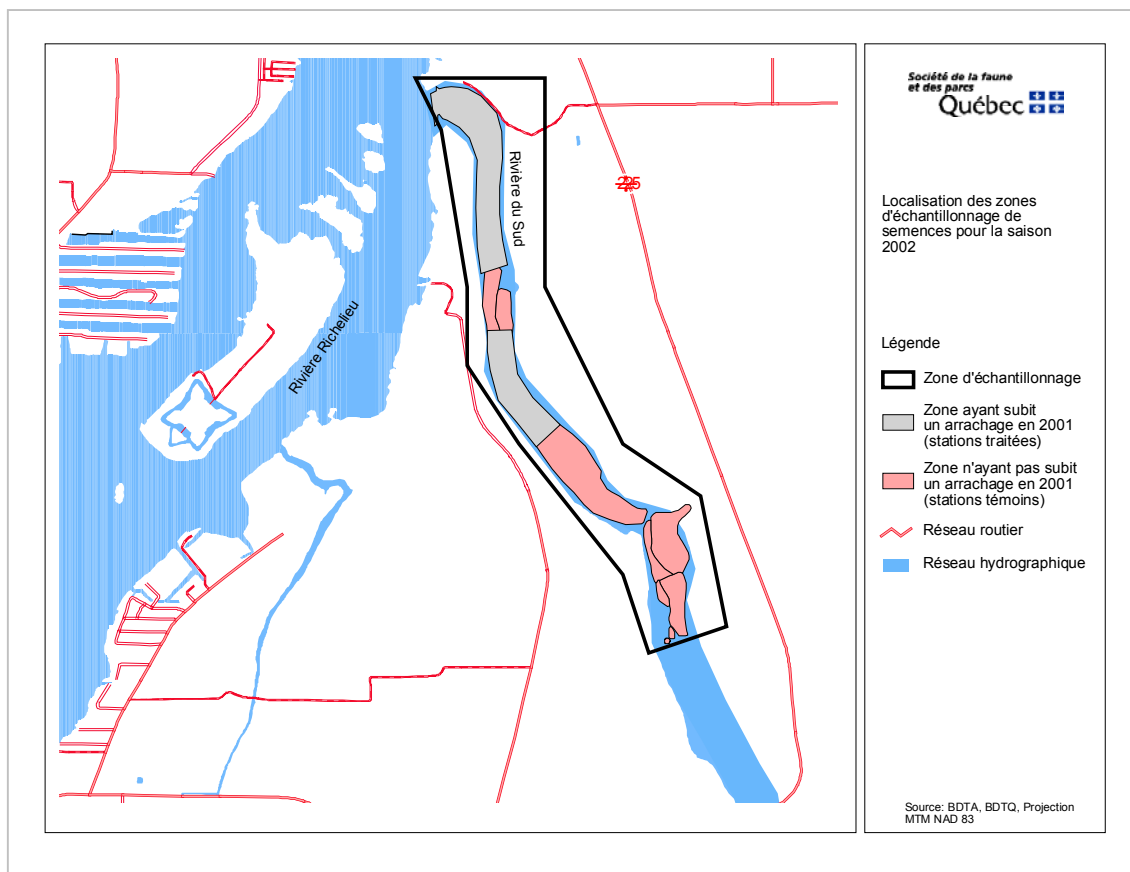 Société de la faune
et des parcs
Québec
Localisation des zones
d'échantillonnage de
semences pour la saison
2002
Légende
Zone d'échantillonnage
Zone ayant subit
un arrachage en 2001
(stations traitées)
Zone n'ayant pas subit
un arrachage en 2001
(stations témoins)
Réseau routier
Réseau hydrographique
Source: BDTA, BDTQ, Projection
MTM NAD 83
Rivière du Sud
Rivière Richelieu